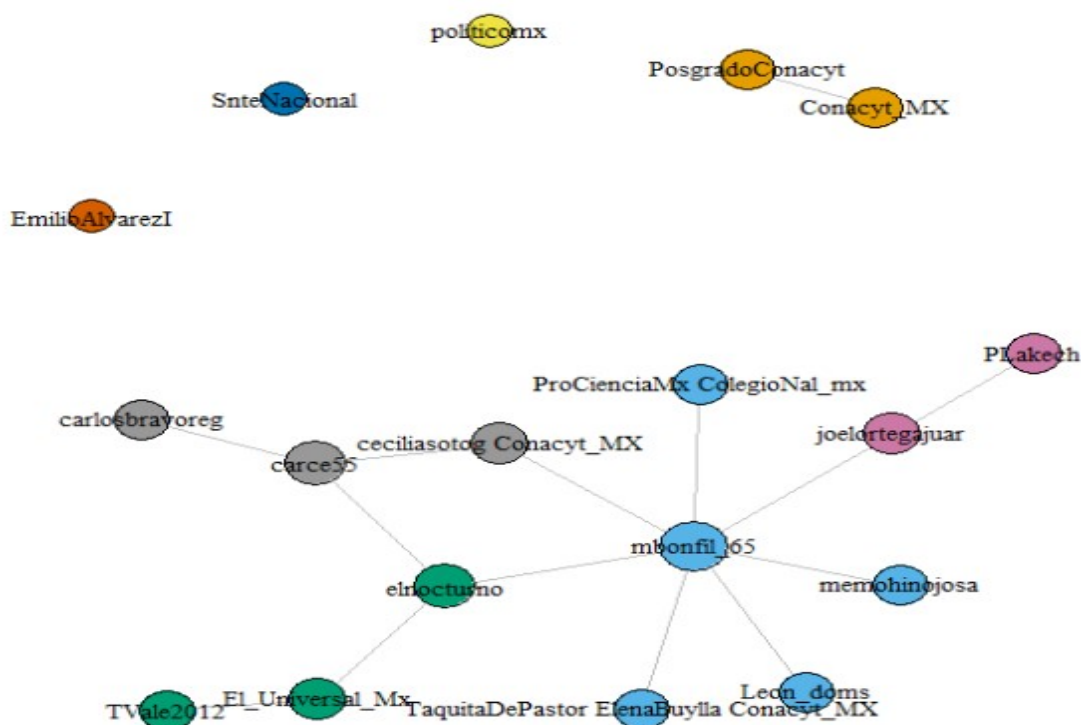 políticomx
PosgradoConacyt
SnteNacional
Conacyt_MX
EmilioAlvarezI
PLakech
ProCienciaMx ColegioNal_mx
carlosbravoreg
joelortegajuar
ceciliasotog Conacyt_MX
carce55
mbonfil_65
elnocturno
memohinojosa
Leon_doms
El_Universal_Mx
TVale2012
TaquitaDePastor ElenaBuylla Conacyt_MX